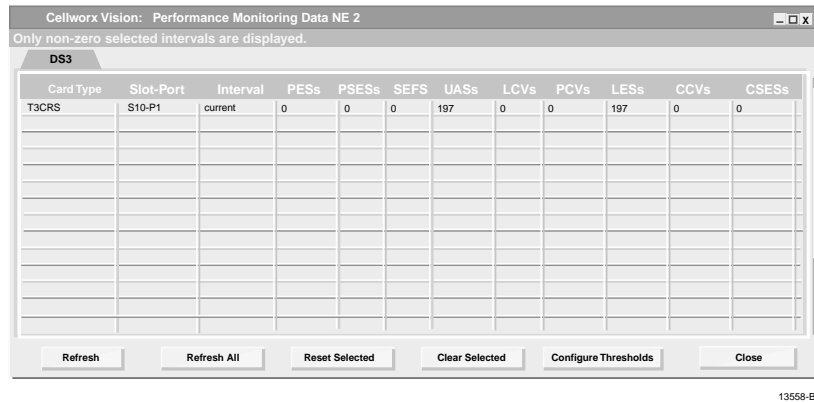 Cellworx Vision: Performance Monitoring Data NE 2
X
Only non-zero selected intervals are displayed.
DS3
Card Type Slot-Port Interval PESs PSESs SEFS UASs LCVs PCVs LESs CCVs CSESs
T3CRS S10-P1 current 0 0 0 197 0 0 197 0 0
Refresh Refresh All Reset Selected Clear Selected Configure Thresholds Close
13558-B